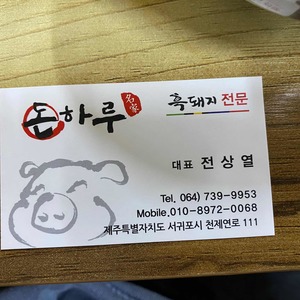 돈하루 名家
흑돼지 전문
대표 전상열
Tel. 064) 739-9953
Mobile.010-8972-0068
제주특별자치도 서귀포시 천제연로 111